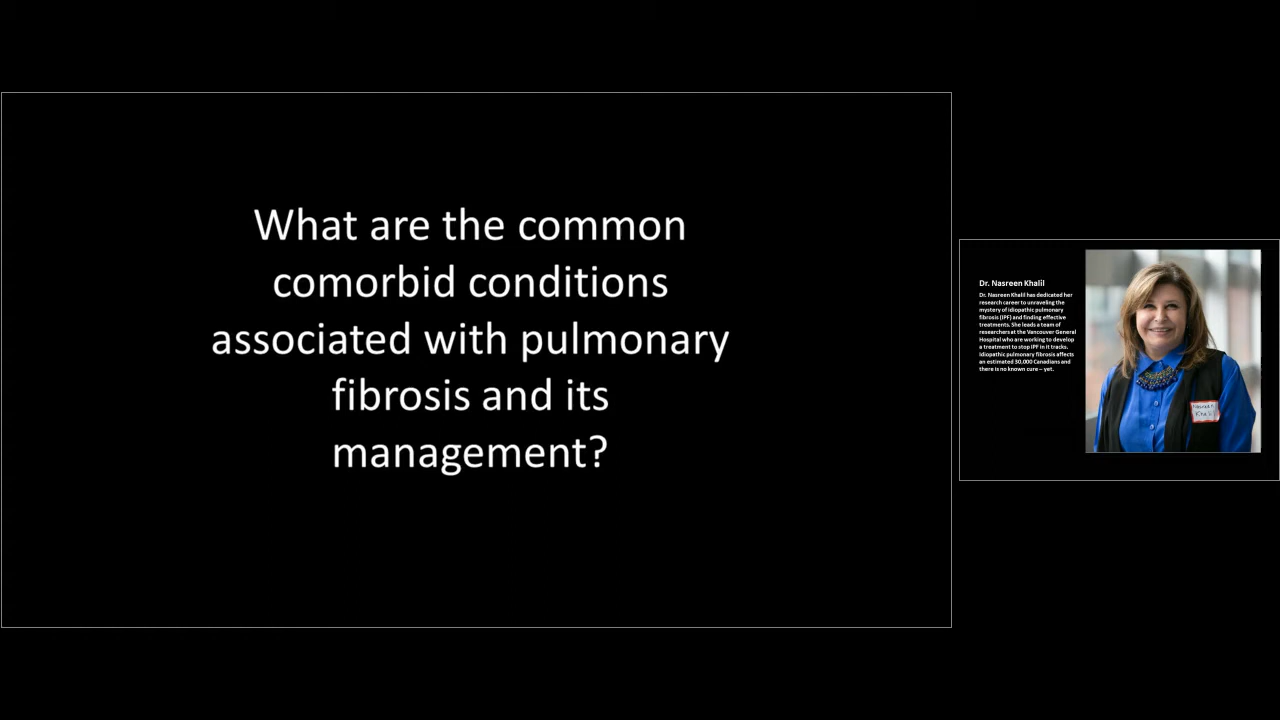 What are the common
comorbid conditions
associated with pulmonary
fibrosis and its
management?
Dr. Nasreen Khalil
Dr. Nasreen Khalil has dedicated her
research career to unraveling the
mystery of idiopathic pulmonary
fibrosis (IPF) and finding effective
treatments. She leads a team of
researchers at the Vancouver General
Hospital who are working to develop
a treatment to stop IPF in it tracks.
Idiopathic pulmonary fibrosis affects
an estimated 30,000 Canadians and
there is no known cure – yet.